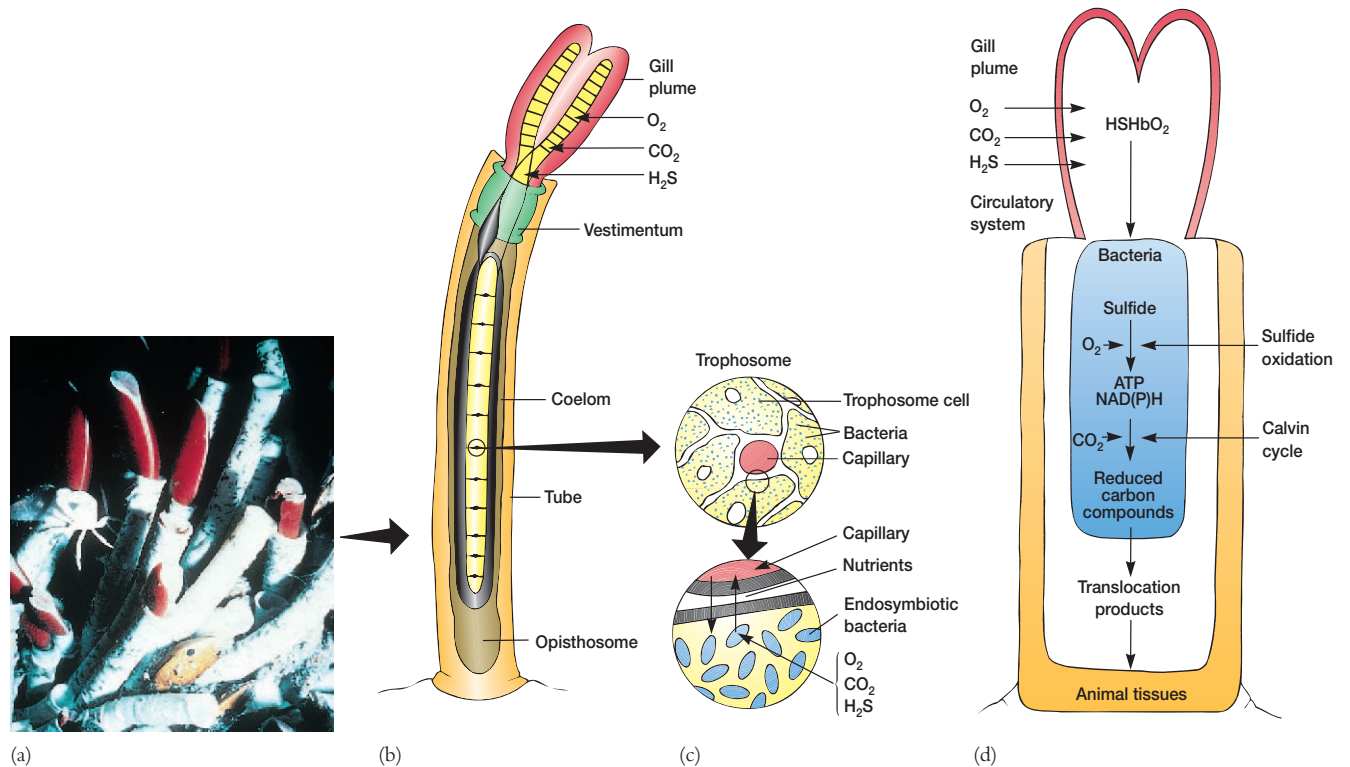 Gill
plume
O₂
CO₂
H₂S
Vestimentum
Coelom
Tube
Opisthosome
Trophosome
Trophosome cell
Bacteria
Capillary
Capillary
Nutrients
Endosymbiotic
bacteria
O₂
CO₂
H₂S
Gill
plume
O₂
CO₂
H₂S
HSHbO₂
Circulatory
system
Bacteria
Sulfide
O₂
Sulfide
oxidation
ATP
NAD(P)H
CO₂
Calvin
cycle
Reduced
carbon
compounds
Translocation
products
Animal tissues
(a)
(b)
(c)
(d)